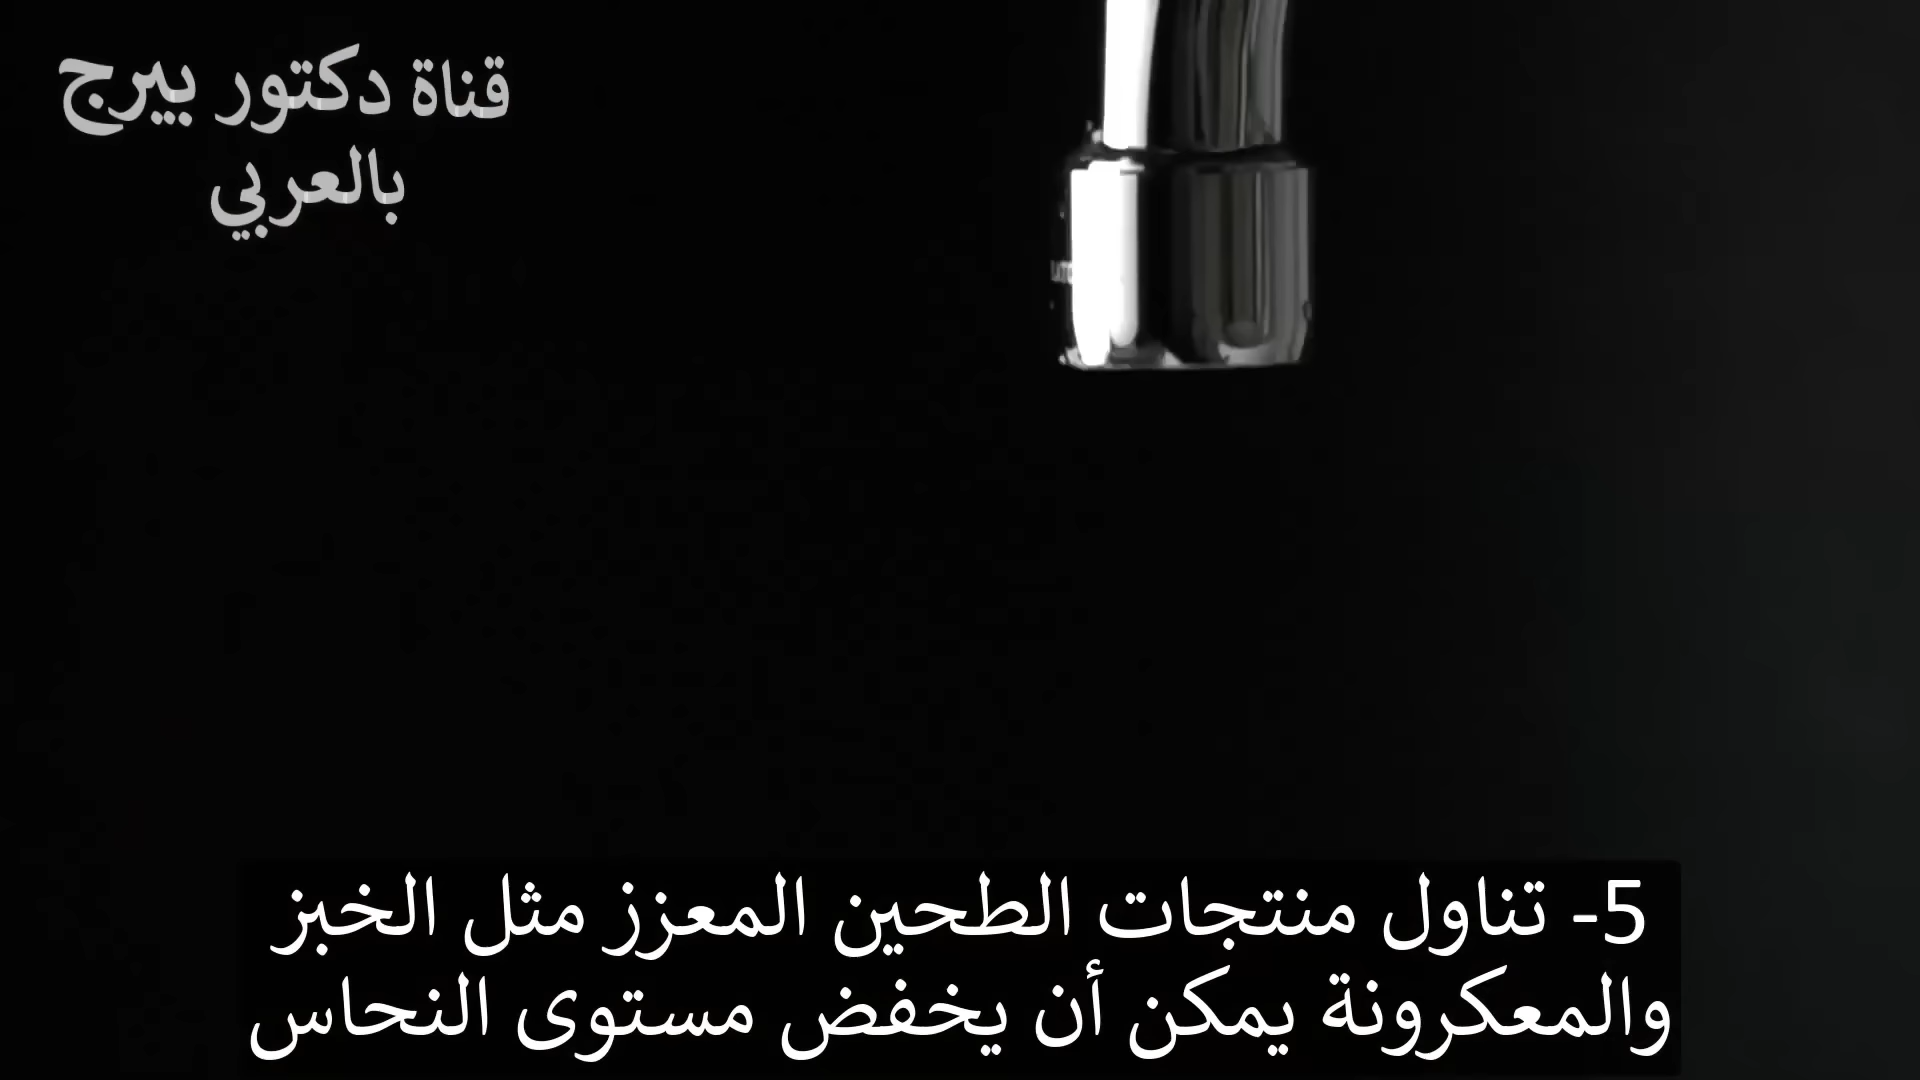 قناة دكتور بيرج
بالعربي
5- تناول منتجات الطحين المعزز مثل الخبز
والمعكرونة يمكن أن يخفض مستوى النحاس